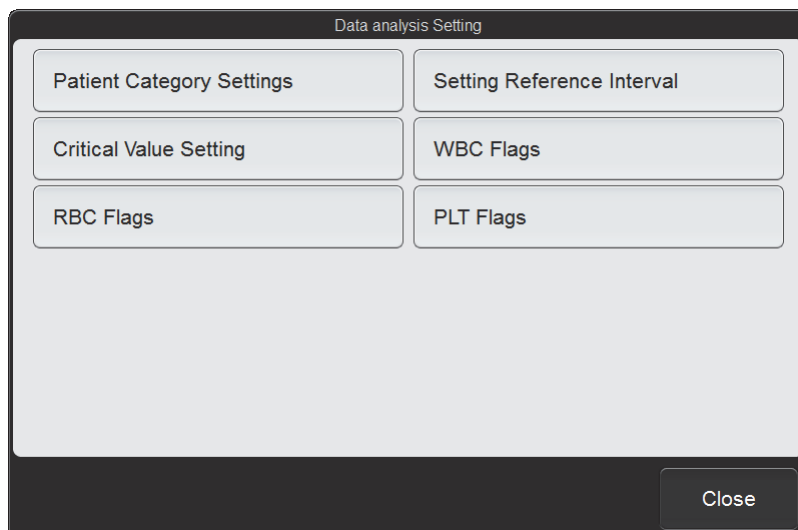 Data analysis Setting
Patient Category Settings
Setting Reference Interval
Critical Value Setting
WBC Flags
RBC Flags
PLT Flags
Close